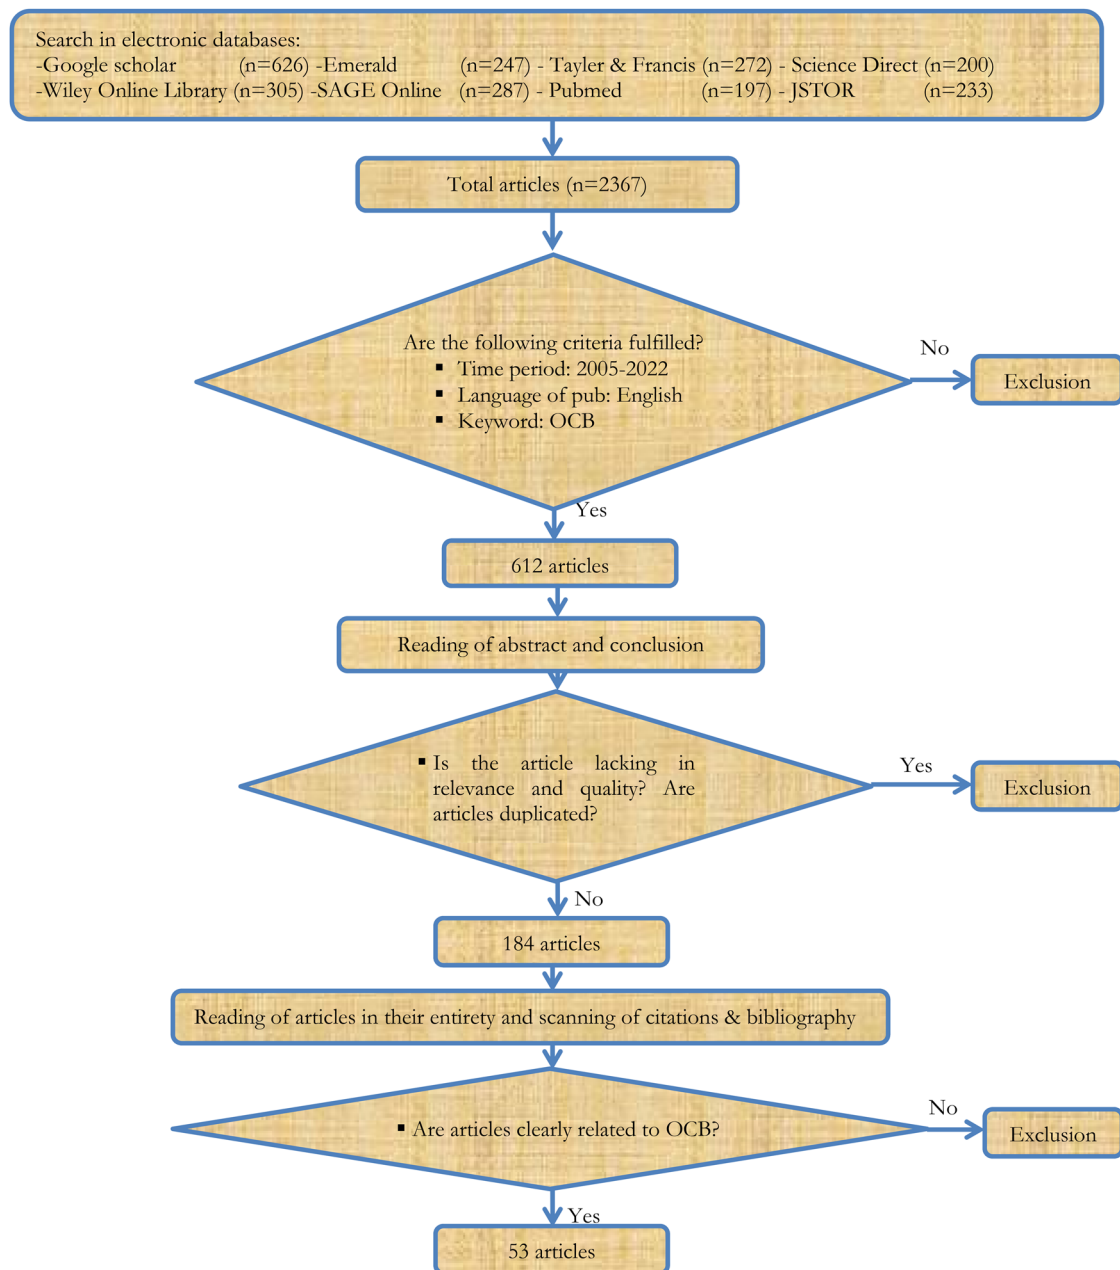 Search in electronic databases:
-Google scholar (n=626) -Emerald (n=247) - Tayler & Francis (n=272) - Science Direct (n=200)
-Wiley Online Library (n=305) -SAGE Online (n=287) - Pubmed (n=197) - JSTOR (n=233)
Total articles (n=2367)
Are the following criteria fulfilled?
▪ Time period: 2005-2022
▪ Language of pub: English
▪ Keyword: OCB
No
Exclusion
Yes
612 articles
Reading of abstract and conclusion
▪ Is the article lacking in
relevance and quality? Are
articles duplicated?
Yes
Exclusion
No
184 articles
Reading of articles in their entirety and scanning of citations & bibliography
▪ Are articles clearly related to OCB?
No
Exclusion
Yes
53 articles